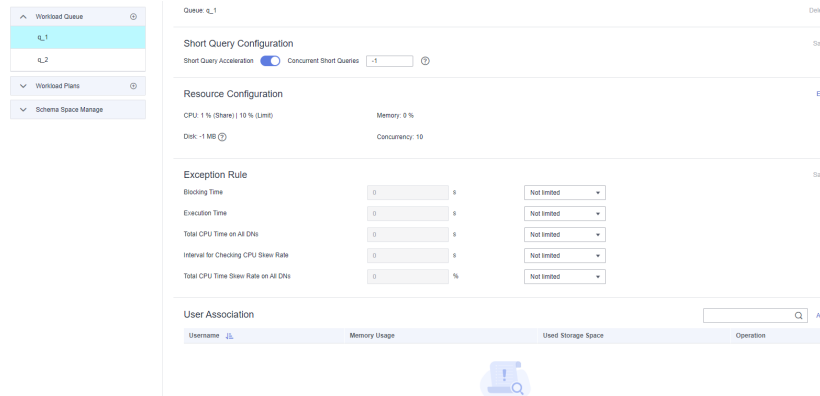 Workload Queue
q_1
q_2
Workload Plans
Schema Space Manage
Queue: q_1
Dele
Short Query Configuration
Sa
Short Query Acceleration Concurrent Short Queries -1 ?
Resource Configuration
E
CPU: 1 % (Share) | 10 % (Limit) Memory: 0 %
Disk: -1 MB ? Concurrency: 10
Exception Rule
Sa
Blocking Time 0 s Not limited
Execution Time 0 s Not limited
Total CPU Time on All DNs 0 s Not limited
Interval for Checking CPU Skew Rate 0 s Not limited
Total CPU Time Skew Rate on All DNs 0 % Not limited
User Association
A
Username Memory Usage Used Storage Space Operation